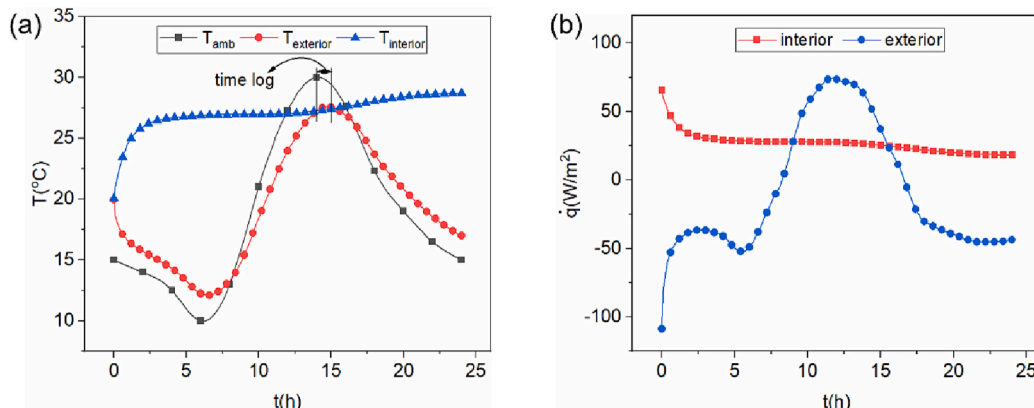 (a)
T_amb T_exterior T_interior
time log
T(°C)
35
30
25
20
15
10
0 5 10 15 20 25
t(h)
(b)
interior exterior
q̇(W/m²)
100
50
0
-50
-100
0 5 10 15 20 25
t(h)